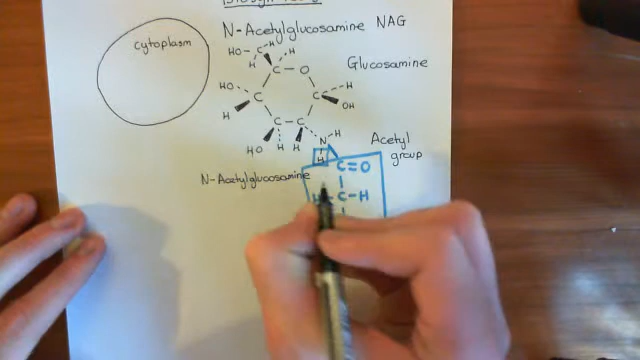 N-Acetylglucosamine NAG
cytoplasm
Glucosamine
HO
C
H
H
H
C
O
HO
H
C
C
H
OH
C
C
HO
H
H
N
H
H
Acetyl
group
N-Acetylglucosamine
C=O
H
C-H